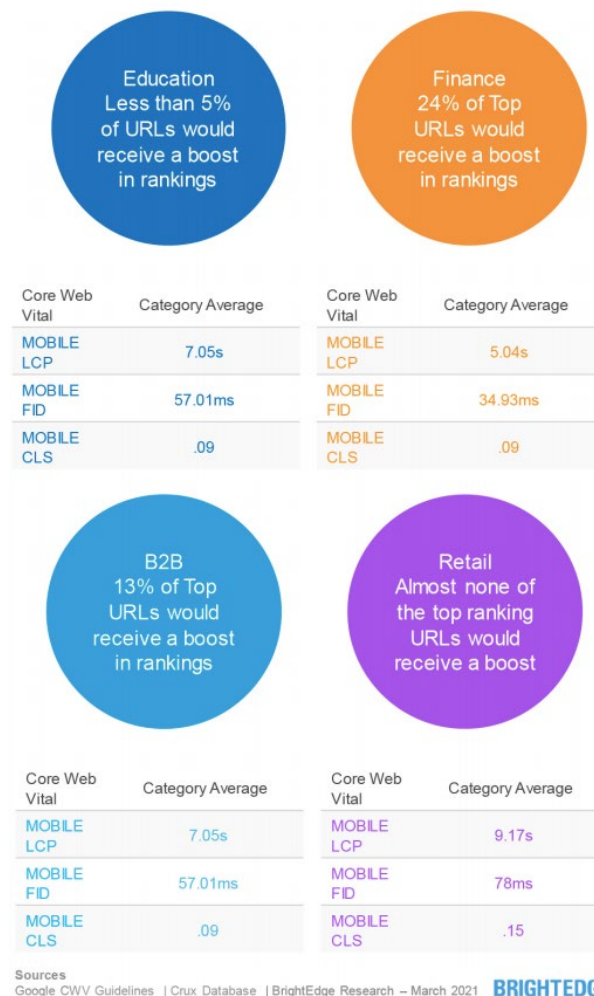 Education
Less than 5%
of URLs would
receive a boost
in rankings
Finance
24% of Top
URLs would
receive a boost
in rankings
Core Web
Vital
Category Average
MOBILE
LCP
7.05s
MOBILE
FID
57.01ms
MOBILE
CLS
.09
Core Web
Vital
Category Average
MOBILE
LCP
5.04s
MOBILE
FID
34.93ms
MOBILE
CLS
.09
B2B
13% of Top
URLs would
receive a boost
in rankings
Retail
Almost none of
the top ranking
URLs would
receive a boost
Core Web
Vital
Category Average
MOBILE
LCP
7.05s
MOBILE
FID
57.01ms
MOBILE
CLS
.09
Core Web
Vital
Category Average
MOBILE
LCP
9.17s
MOBILE
FID
78ms
MOBILE
CLS
.15
Sources
Google CWV Guidelines | Crux Database | BrightEdge Research – March 2021
BRIGHTEDG